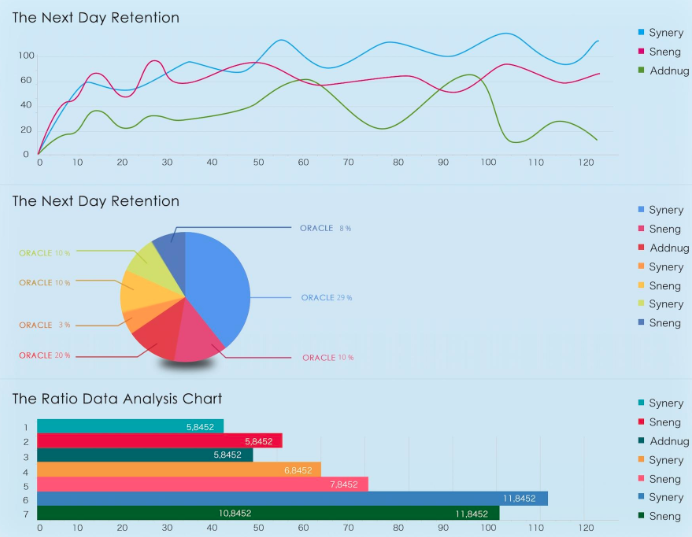 The Next Day Retention
Synery
Sneng
Addnug
100
60
40
20
0
0 10 20 30 40 50 60 70 80 90 100 110 120
The Next Day Retention
ORACLE 8 %
ORACLE 10 %
ORACLE 10 %
ORACLE 29 %
ORACLE 3 %
ORACLE 20 %
ORACLE 10 %
Synery
Sneng
Addnug
Synery
Sneng
Synery
Sneng
The Ratio Data Analysis Chart
1 5,8452
2 5,8452
3 5,8452
4 6,8452
5 7,8452
6 11,8452
7 10,8452 11,8452
0 10 20 30 40 50 60 70 80 90 100 110 120
Synery
Sneng
Addnug
Synery
Sneng
Synery
Sneng